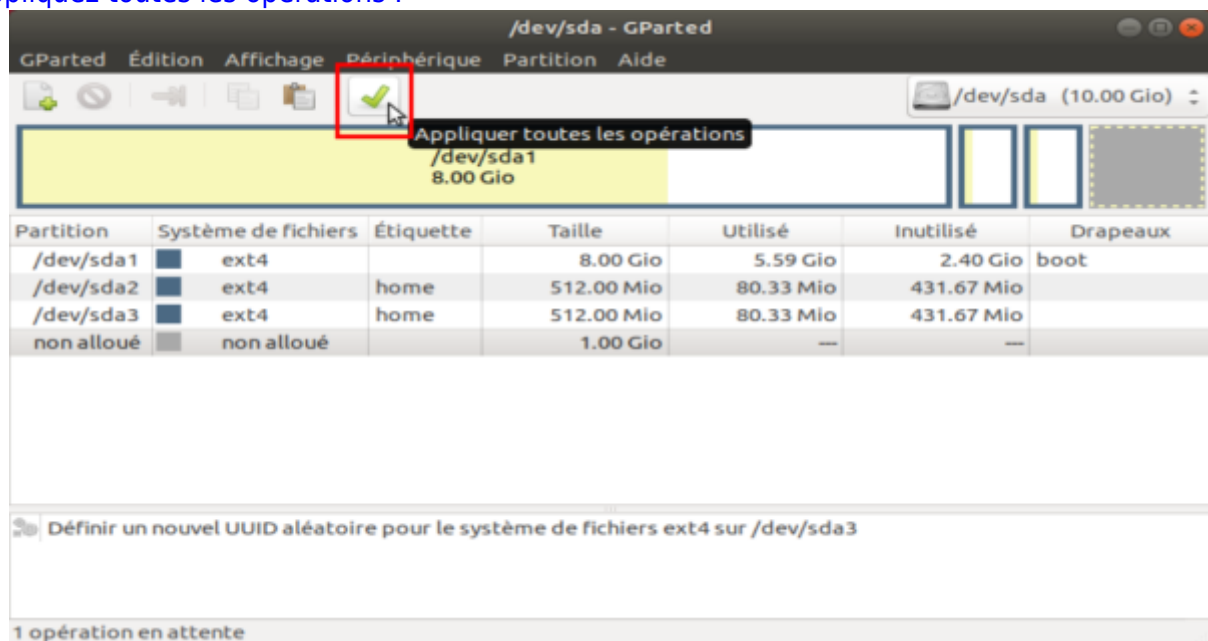 pliquez toutes les opérations :
/dev/sda - GParted
GParted Édition Affichage Périphérique Partition Aide
/dev/sda (10.00 Gio)
Appliquer toutes les opérations
/dev/sda1
8.00 Gio
Partition Système de fichiers Étiquette Taille Utilisé Inutilisé Drapeaux
/dev/sda1 ext4 8.00 Gio 5.59 Gio 2.40 Gio boot
/dev/sda2 ext4 home 512.00 Mio 80.33 Mio 431.67 Mio
/dev/sda3 ext4 home 512.00 Mio 80.33 Mio 431.67 Mio
non alloué non alloué 1.00 Gio --- ---
Définir un nouvel UUID aléatoire pour le système de fichiers ext4 sur /dev/sda3
1 opération en attente